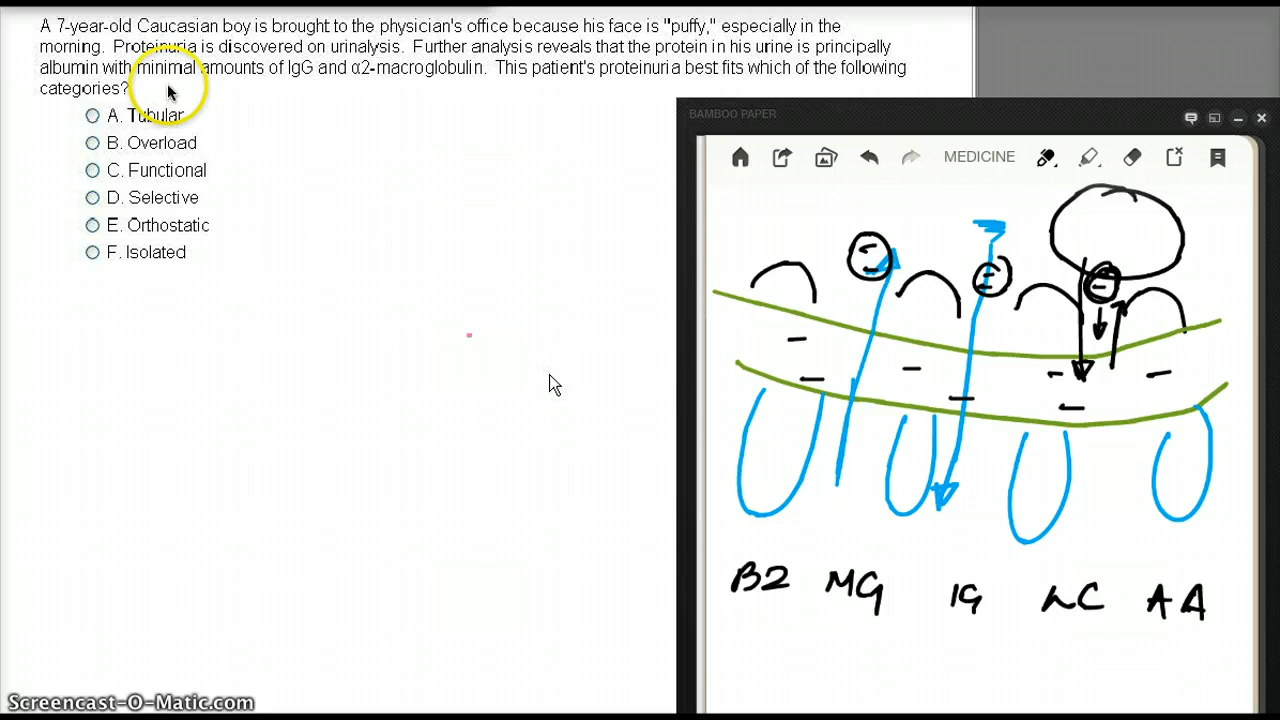 A 7-year-old Caucasian boy is brought to the physician's office because his face is "puffy," especially in the
morning. Proteinuria is discovered on urinalysis. Further analysis reveals that the protein in his urine is principally
albumin with minimal amounts of IgG and α2-macroglobulin. This patient's proteinuria best fits which of the following
categories?
A. Tubular
B. Overload
C. Functional
D. Selective
E. Orthostatic
F. Isolated
BAMBOO PAPER
MEDICINE
B2 MG IG LC AA
Screencast-O-Matic.com